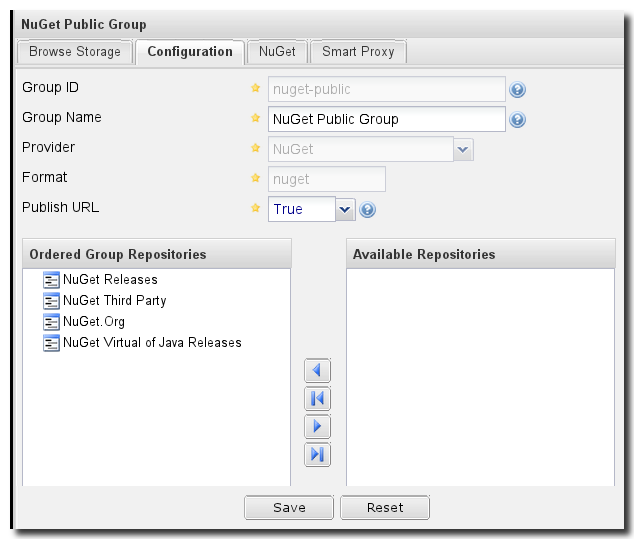 NuGet Public Group
Browse Storage Configuration NuGet Smart Proxy
Group ID nuget-public
Group Name NuGet Public Group
Provider NuGet
Format nuget
Publish URL True
Ordered Group Repositories Available Repositories
NuGet Releases
NuGet Third Party
NuGet.Org
NuGet Virtual of Java Releases
Save Reset